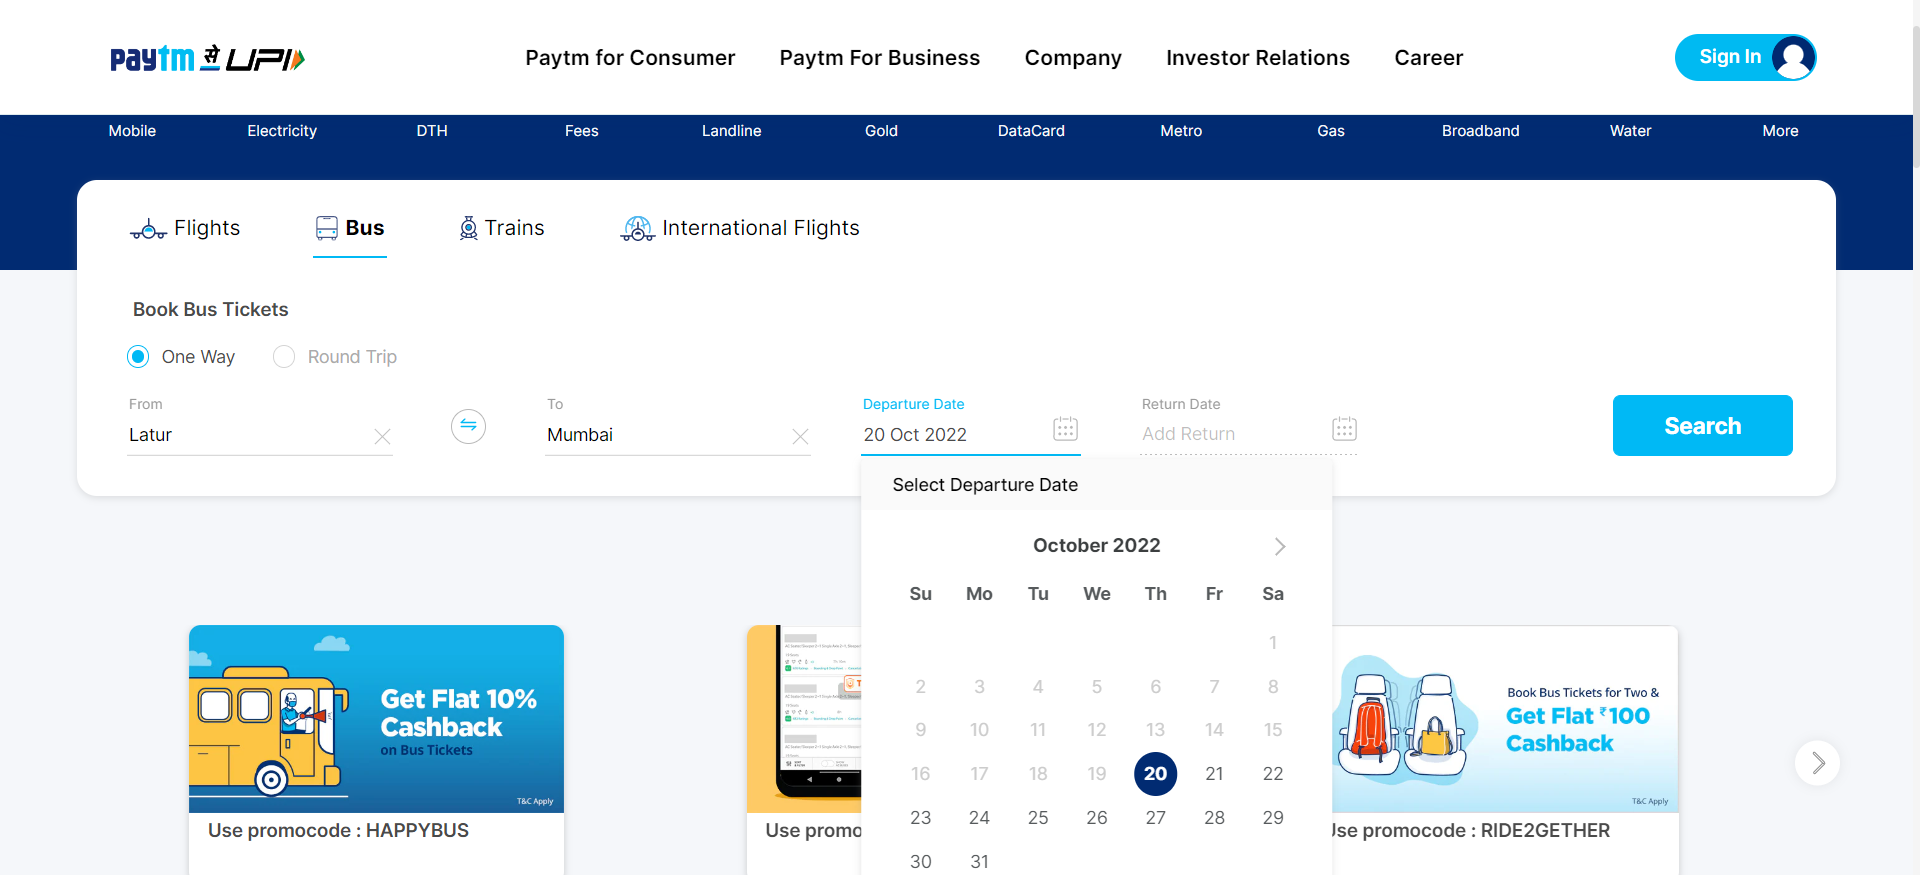 paytm से UPI
Paytm for Consumer Paytm For Business Company Investor Relations Career
Sign In
Mobile Electricity DTH Fees Landline Gold DataCard Metro Gas Broadband Water More
Flights Bus Trains International Flights
Book Bus Tickets
One Way Round Trip
From To Departure Date Return Date
Latur Mumbai 20 Oct 2022 Add Return
Search
Select Departure Date
October 2022
Su Mo Tu We Th Fr Sa
1
2 3 4 5 6 7 8
9 10 11 12 13 14 15
16 17 18 19 20 21 22
23 24 25 26 27 28 29
30 31
Get Flat 10%
Cashback
on Bus Tickets
T&C Apply
Use promocode : HAPPYBUS
Use promo
Book Bus Tickets for Two &
Get Flat ₹100
Cashback
T&C Apply
Use promocode : RIDE2GETHER